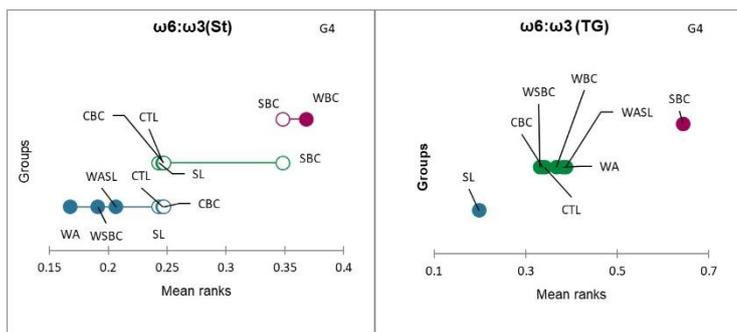 ω6:ω3(St)
G4
SBC
WBC
CBC
CTL
SL
SBC
WASL
CTL
CBC
WA
WSBC
SL
Groups
0.15
0.2
0.25
0.3
0.35
0.4
Mean ranks
ω6:ω3(TG)
G4
WBC
WSBC
WASL
SBC
CBC
WA
SL
CTL
Groups
0.1
0.3
0.5
0.7
Mean ranks